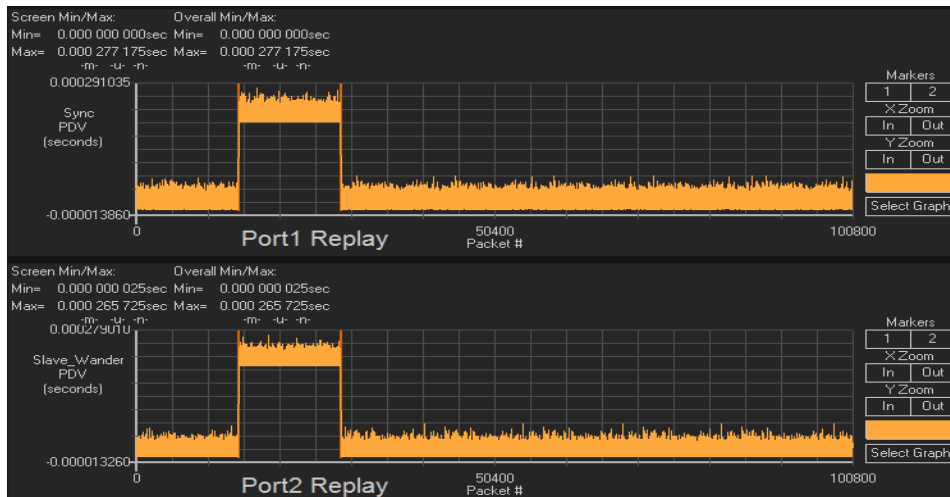 Screen Min/Max: Overall Min/Max:
Min= 0.000 000 000sec Min= 0.000 000 000sec
Max= 0.000 277 175sec Max= 0.000 277 175sec
-m- -u- -n- -m- -u- -n-
0.000291035
Sync
PDV
(seconds)
-0.000013860
0 50400 100800
Port1 Replay
Packet #
Markers
1 2
X Zoom
In Out
Y Zoom
In Out
Select Graph
Screen Min/Max: Overall Min/Max:
Min= 0.000 000 025sec Min= 0.000 000 025sec
Max= 0.000 265 725sec Max= 0.000 265 725sec
-m- -u- -n- -m- -u- -n-
0.000279010
Slave_Wander
PDV
(seconds)
-0.000013260
0 50400 100800
Port2 Replay
Packet #
Markers
1 2
X Zoom
In Out
Y Zoom
In Out
Select Graph